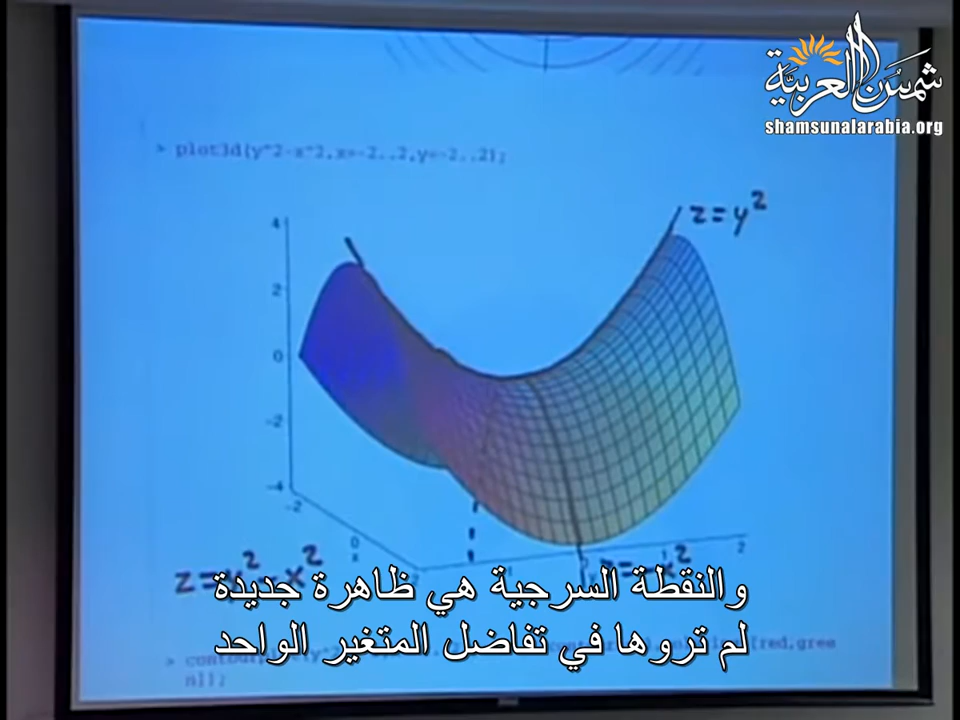 شمس العربية
shamsunalarabia.org
> plot3d(y^2-x^2,x=-2..2,y=-2..2);
z=y²
4
2
0
-2
-4
-2
0
x
1
2
z=y²-x²
والنقطة السرجية هي ظاهرة جديدة
لم تروها في تفاضل المتغير الواحد
[red,gree
n]);